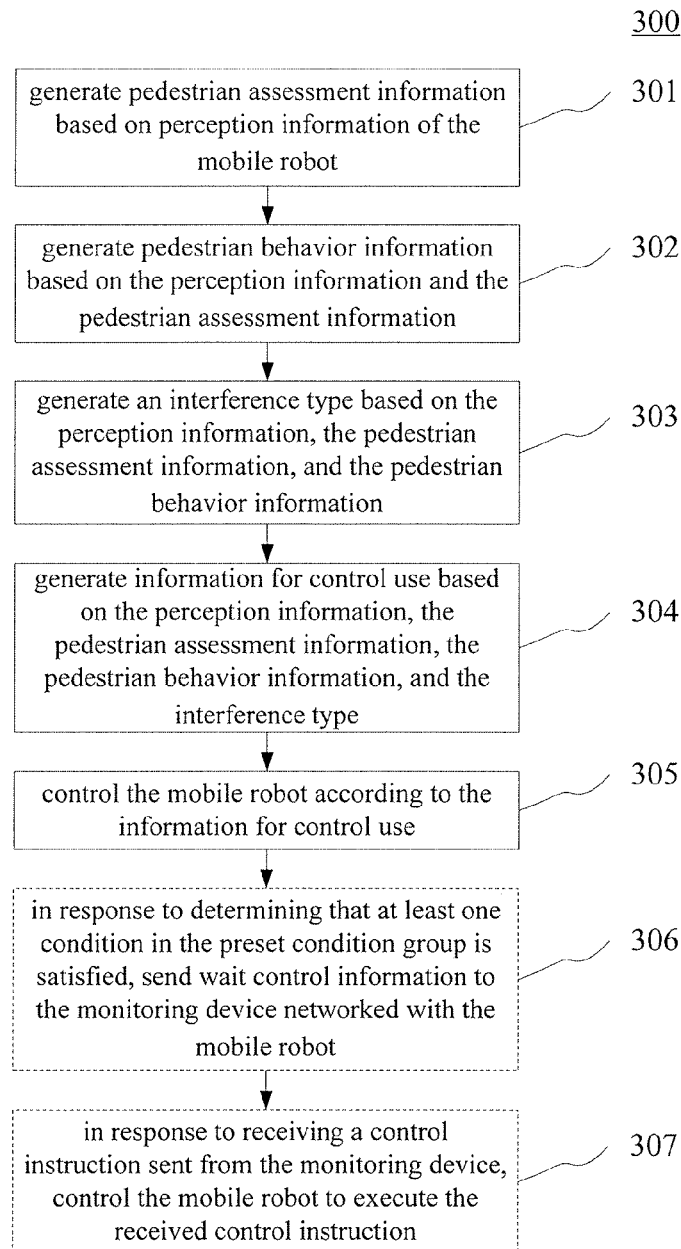 300
generate pedestrian assessment information
based on perception information of the
mobile robot
301
generate pedestrian behavior information
based on the perception information and the
pedestrian assessment information
302
generate an interference type based on the
perception information, the pedestrian
assessment information, and the pedestrian
behavior information
303
generate information for control use based
on the perception information, the
pedestrian assessment information, the
pedestrian behavior information, and the
interference type
304
control the mobile robot according to the
information for control use
305
in response to determining that at least one
condition in the preset condition group is
satisfied, send wait control information to
the monitoring device networked with the
mobile robot
306
in response to receiving a control
instruction sent from the monitoring device,
control the mobile robot to execute the
received control instruction
307